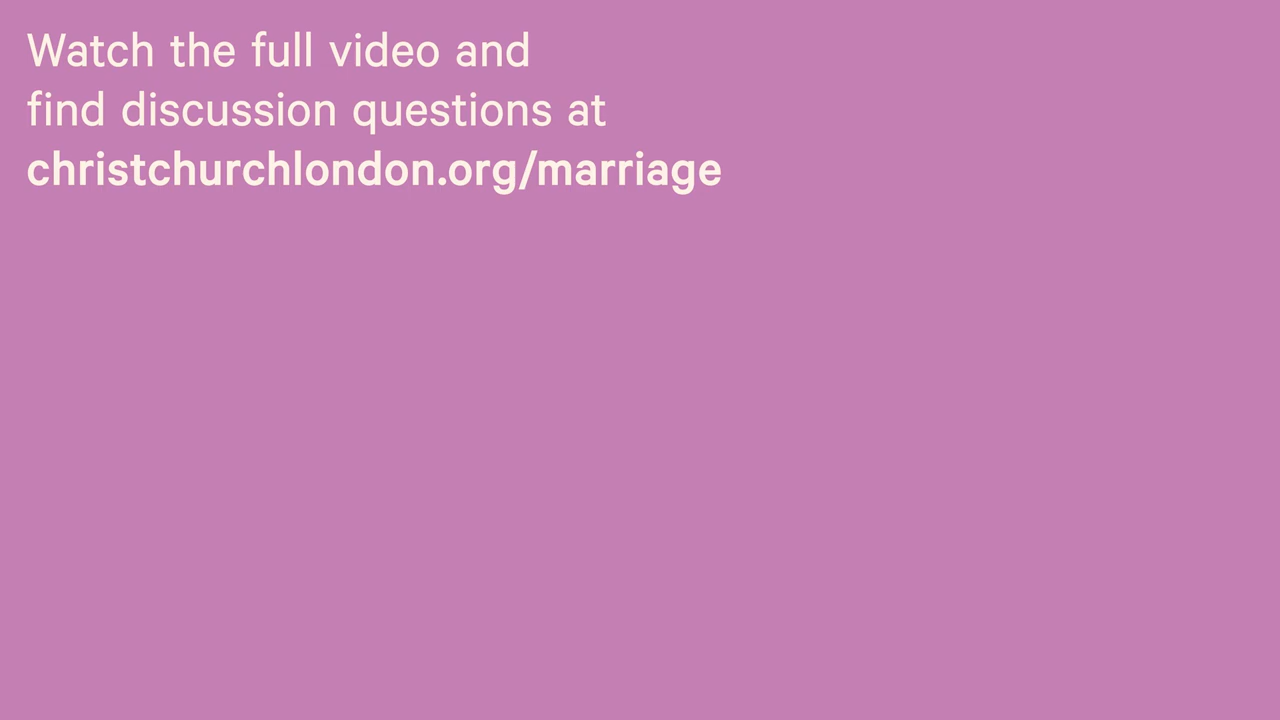 Watch the full video and
find discussion questions at
christchurchlondon.org/marriage